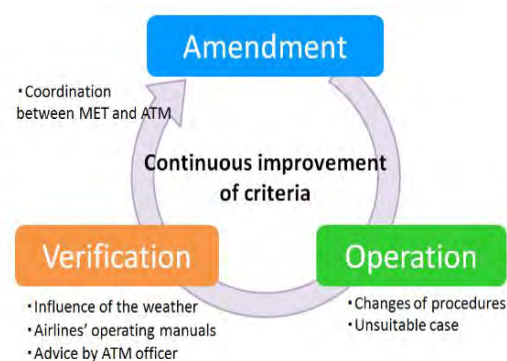 Amendment
・Coordination
between MET and ATM
Continuous improvement
of criteria
Verification
Operation
・Influence of the weather
・Airlines' operating manuals
・Advice by ATM officer
・Changes of procedures
・Unsuitable case